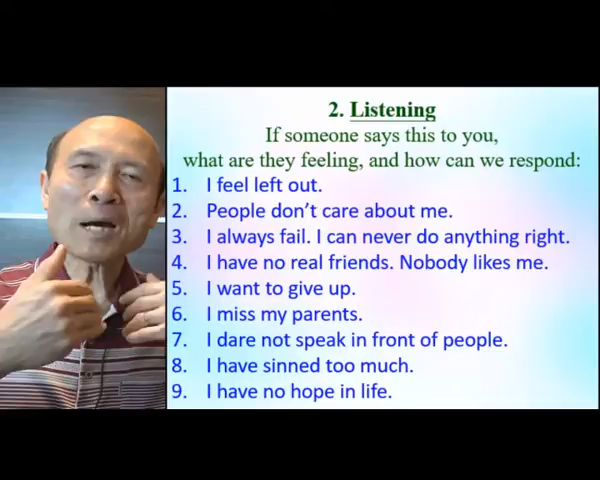 2. Listening
If someone says this to you,
what are they feeling, and how can we respond:
1. I feel left out.
2. People don't care about me.
3. I always fail. I can never do anything right.
4. I have no real friends. Nobody likes me.
5. I want to give up.
6. I miss my parents.
7. I dare not speak in front of people.
8. I have sinned too much.
9. I have no hope in life.